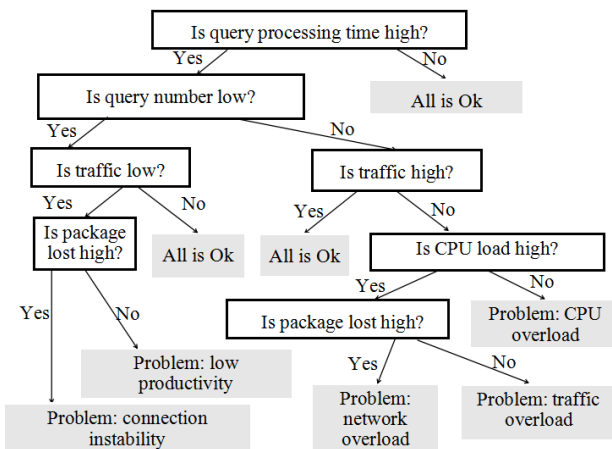 Is query processing time high?
Yes
No
Is query number low?
All is Ok
Yes
No
Is traffic low?
Is traffic high?
Yes
No
Yes
No
Is package
lost high?
All is Ok
All is Ok
Is CPU load high?
Yes
No
Yes
No
Is package lost high?
Problem: CPU
overload
Problem: low
productivity
Yes
No
Problem: connection
instability
Problem:
network
overload
Problem: traffic
overload